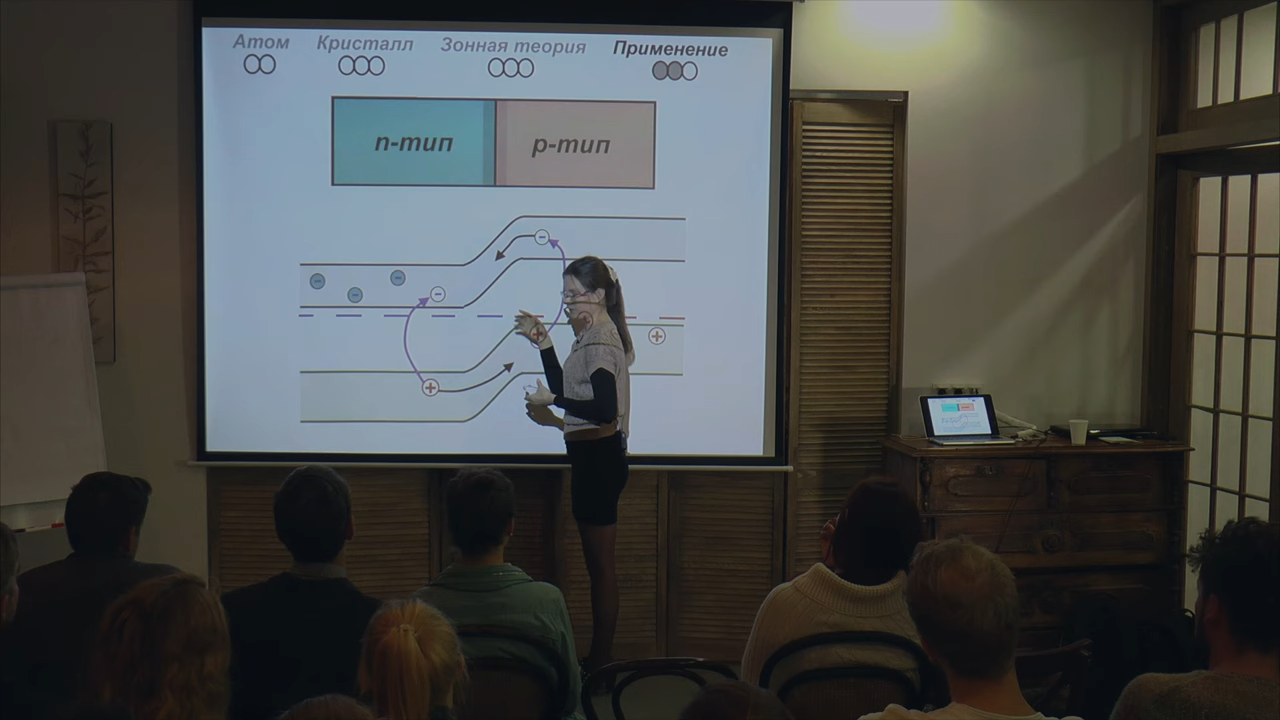 Атом Кристалл Зонная теория Применение
n-тип p-тип